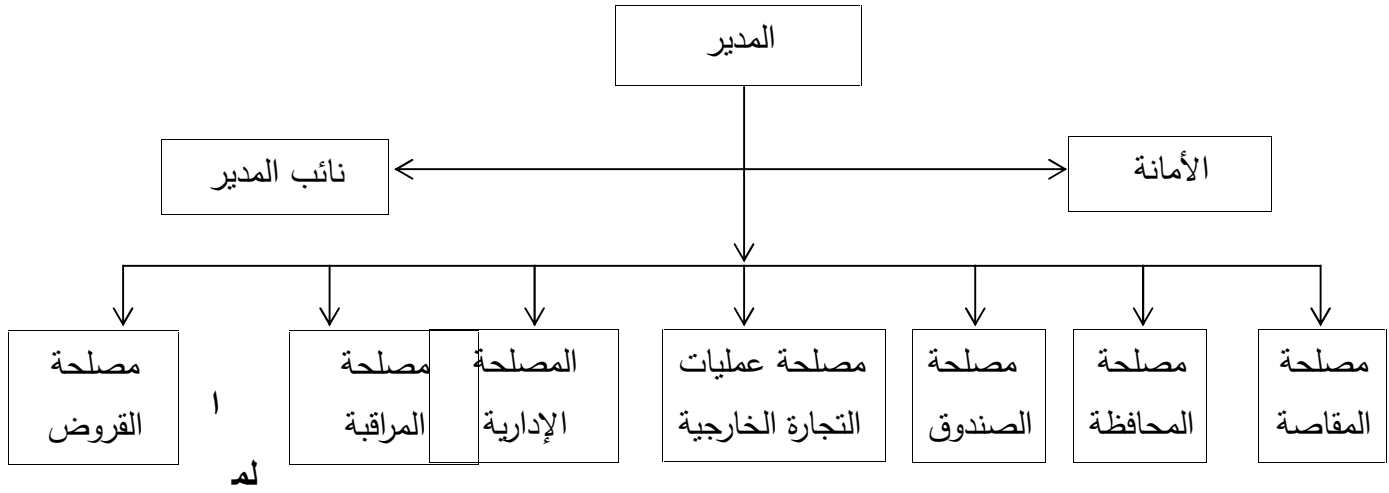 المدير
الأمانة
نائب المدير
مصلحة
المقاصة
مصلحة
المحافظة
مصلحة
الصندوق
مصلحة عمليات
التجارة الخارجية
المصلحة
الإدارية
مصلحة
المراقبة
مصلحة
القروض
ا
لم